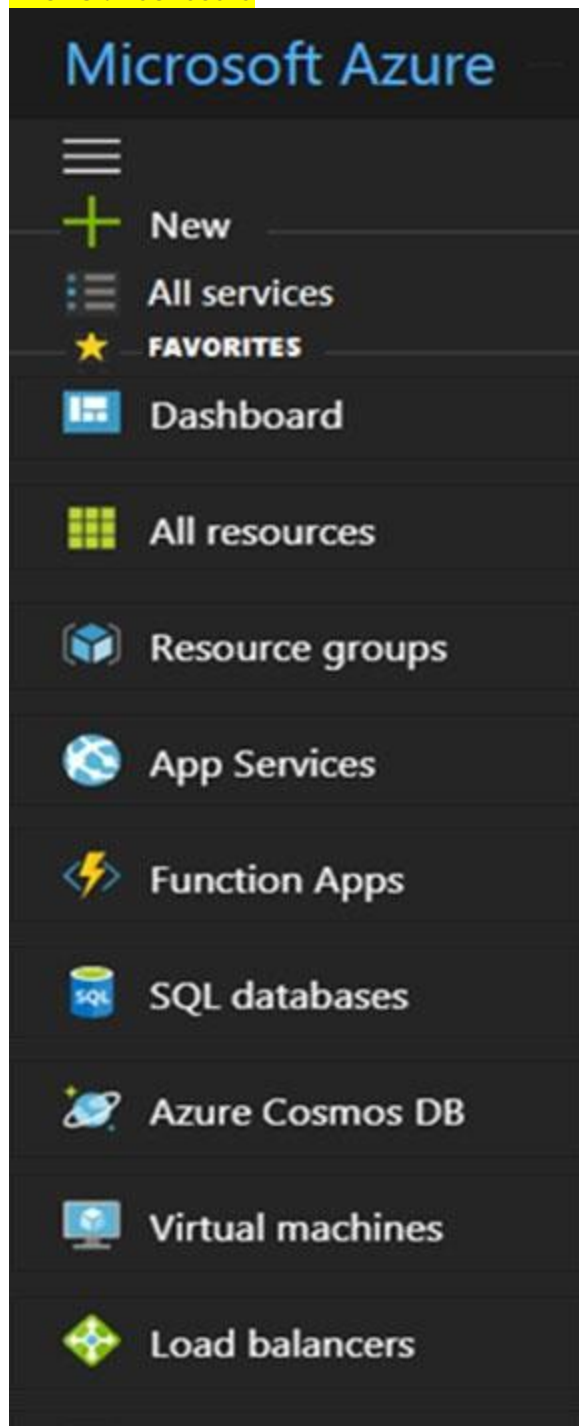 Microsoft Azure
New
All services
FAVORITES
Dashboard
All resources
Resource groups
App Services
Function Apps
SQL
SQL databases
Azure Cosmos DB
Virtual machines
Load balancers